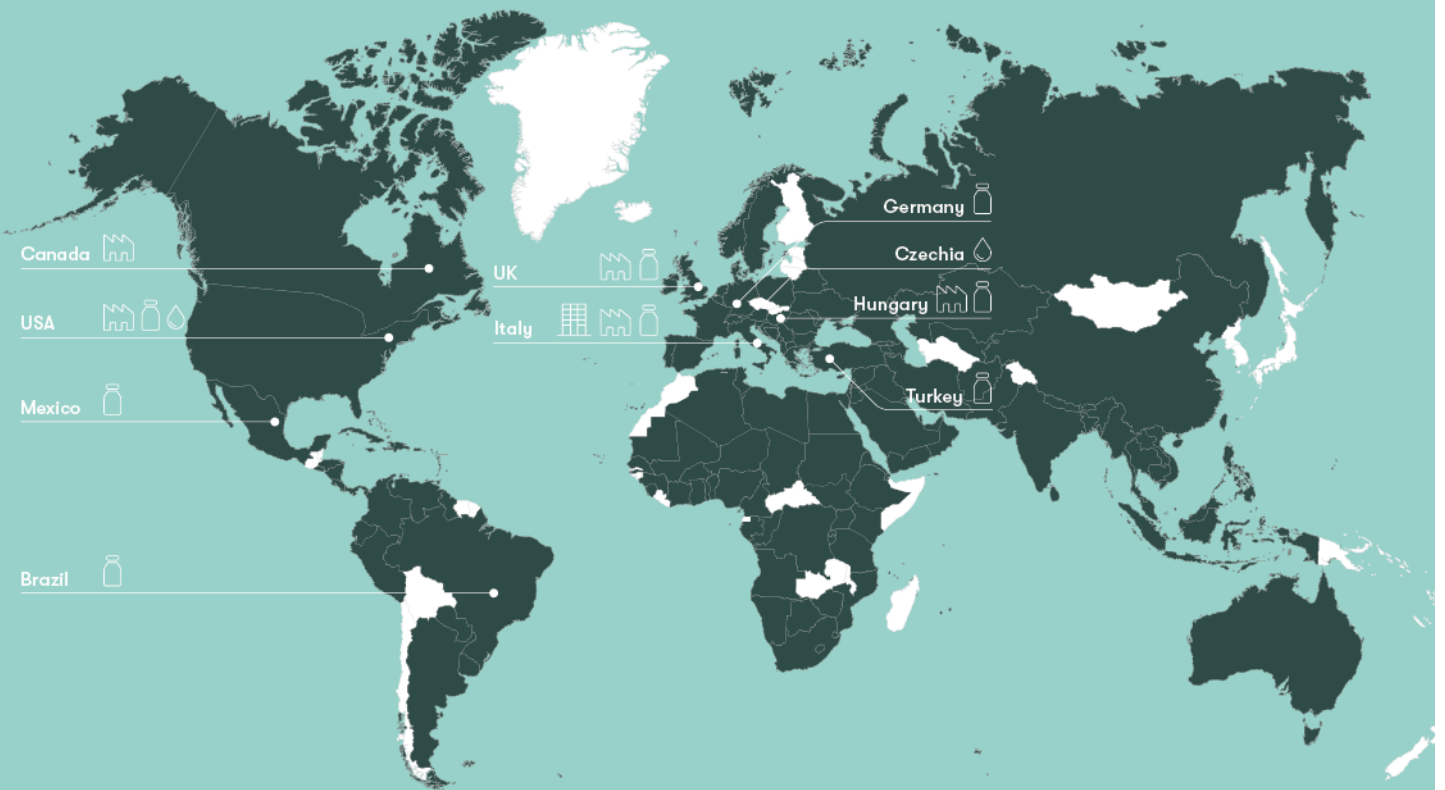 Canada
USA
Mexico
Brazil
UK
Italy
Germany
Czechia
Hungary
Turkey